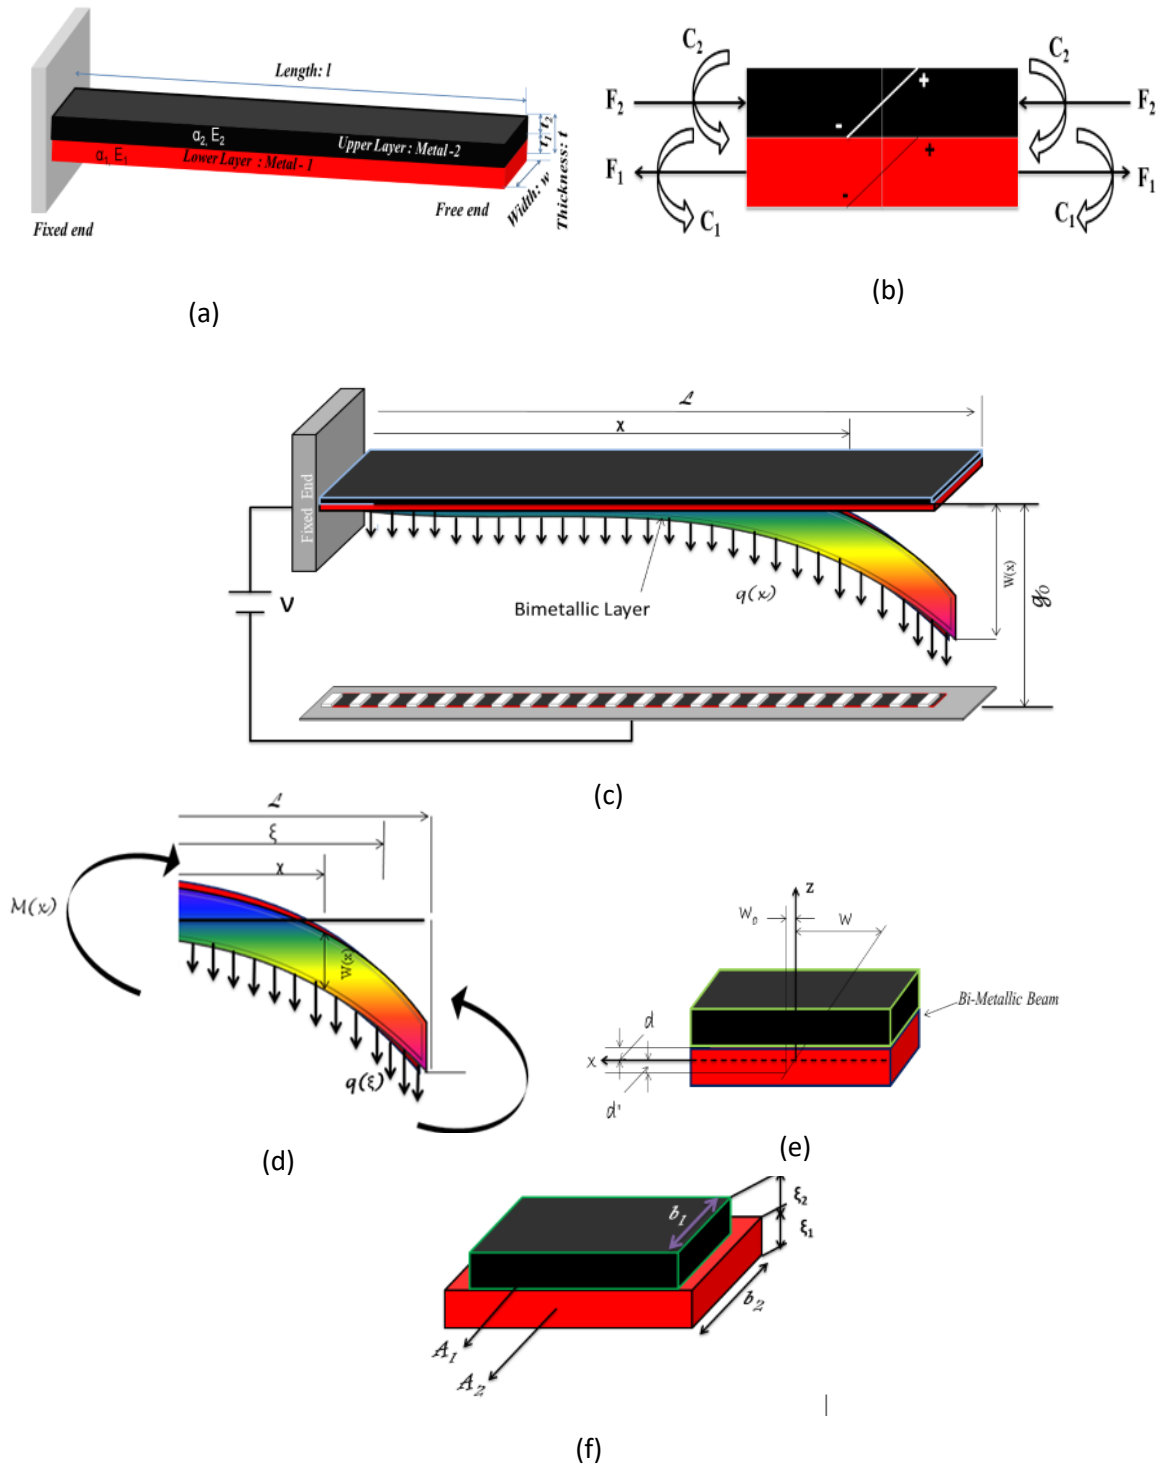 Length: l
α₂, E₂
Upper Layer : Metal-2
α₁, E₁
Lower Layer : Metal-1
t₂
t₁
Thickness: t
Width: w
Free end
Fixed end
(a)
C₂
C₂
F₂
F₂
+
-
+
-
F₁
F₁
C₁
C₁
(b)
ℒ
χ
Fixed End
V
Bimetallic Layer
q(x)
W(x)
g₀
(c)
ℒ
ξ
χ
M(x)
W(x)
q(ξ)
(d)
z
W₀
W
Bi-Metallic Beam
d
x
d'
(e)
b₁
ξ₂
ξ₁
b₂
A₁
A₂
(f)